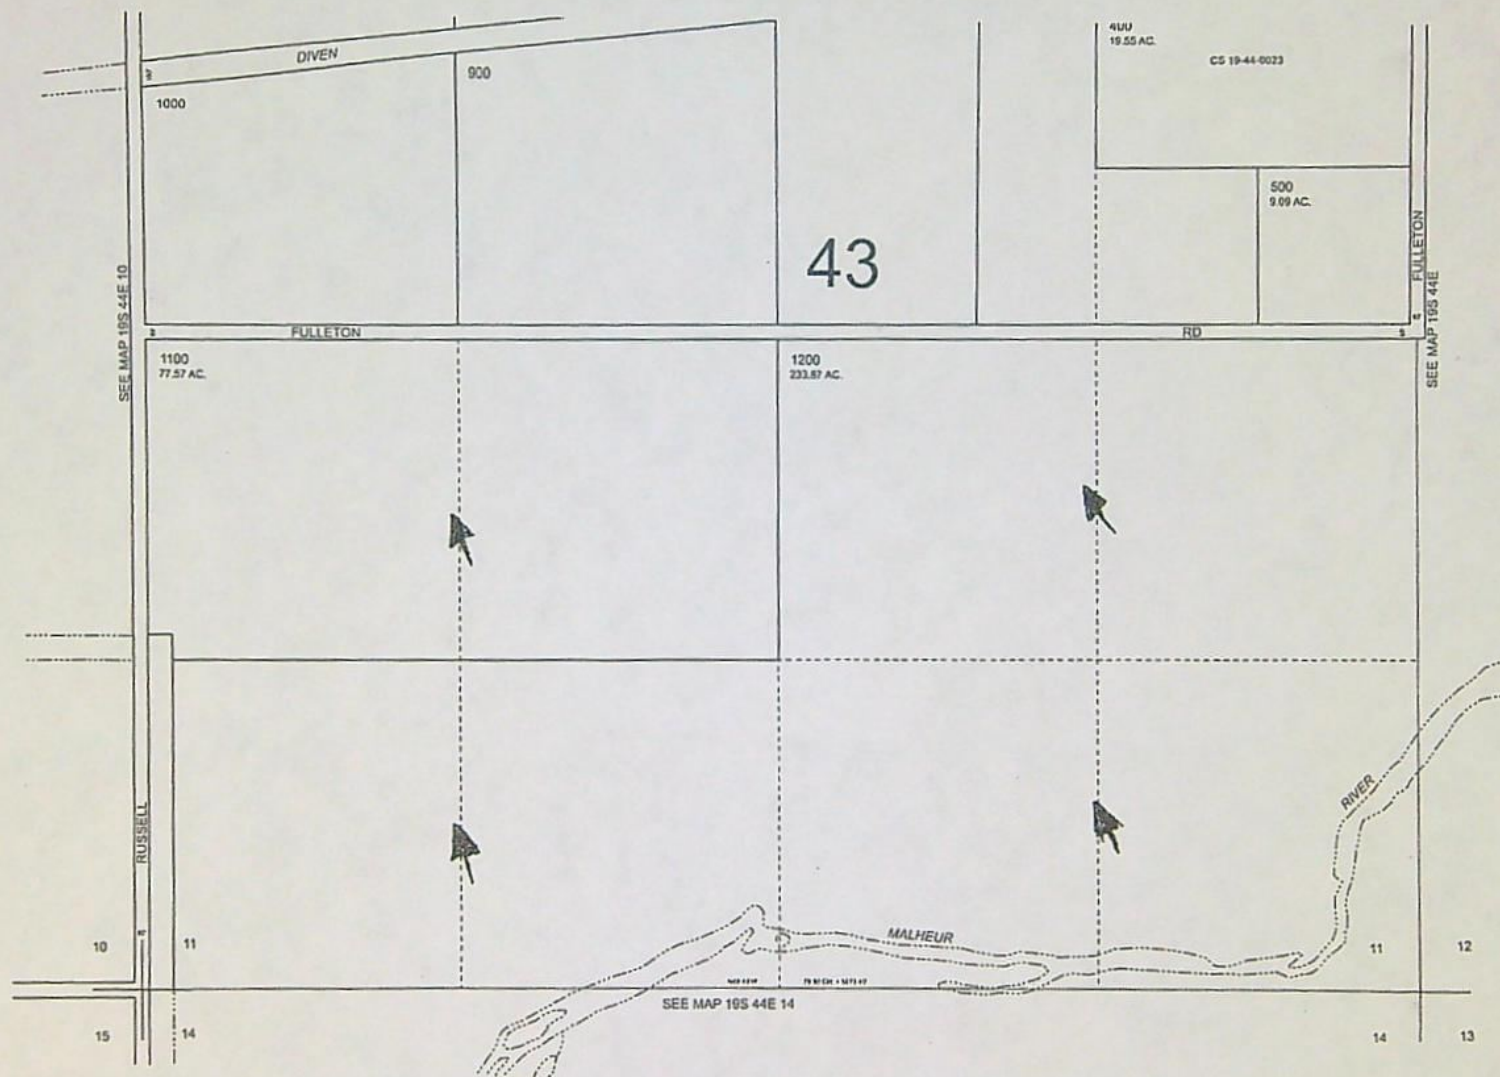 DIVEN
1000
900
400
19.55 AC.
CS 19-44-0023
500
9.09 AC.
43
FULLETON
SEE MAP 19S 44E 10
SEE MAP 19S 44E
FULLETON
RD
1100
77.57 AC.
1200
233.87 AC.
RUSSELL
RIVER
MALHEUR
10
11
11
12
SEE MAP 19S 44E 14
15
14
14
13